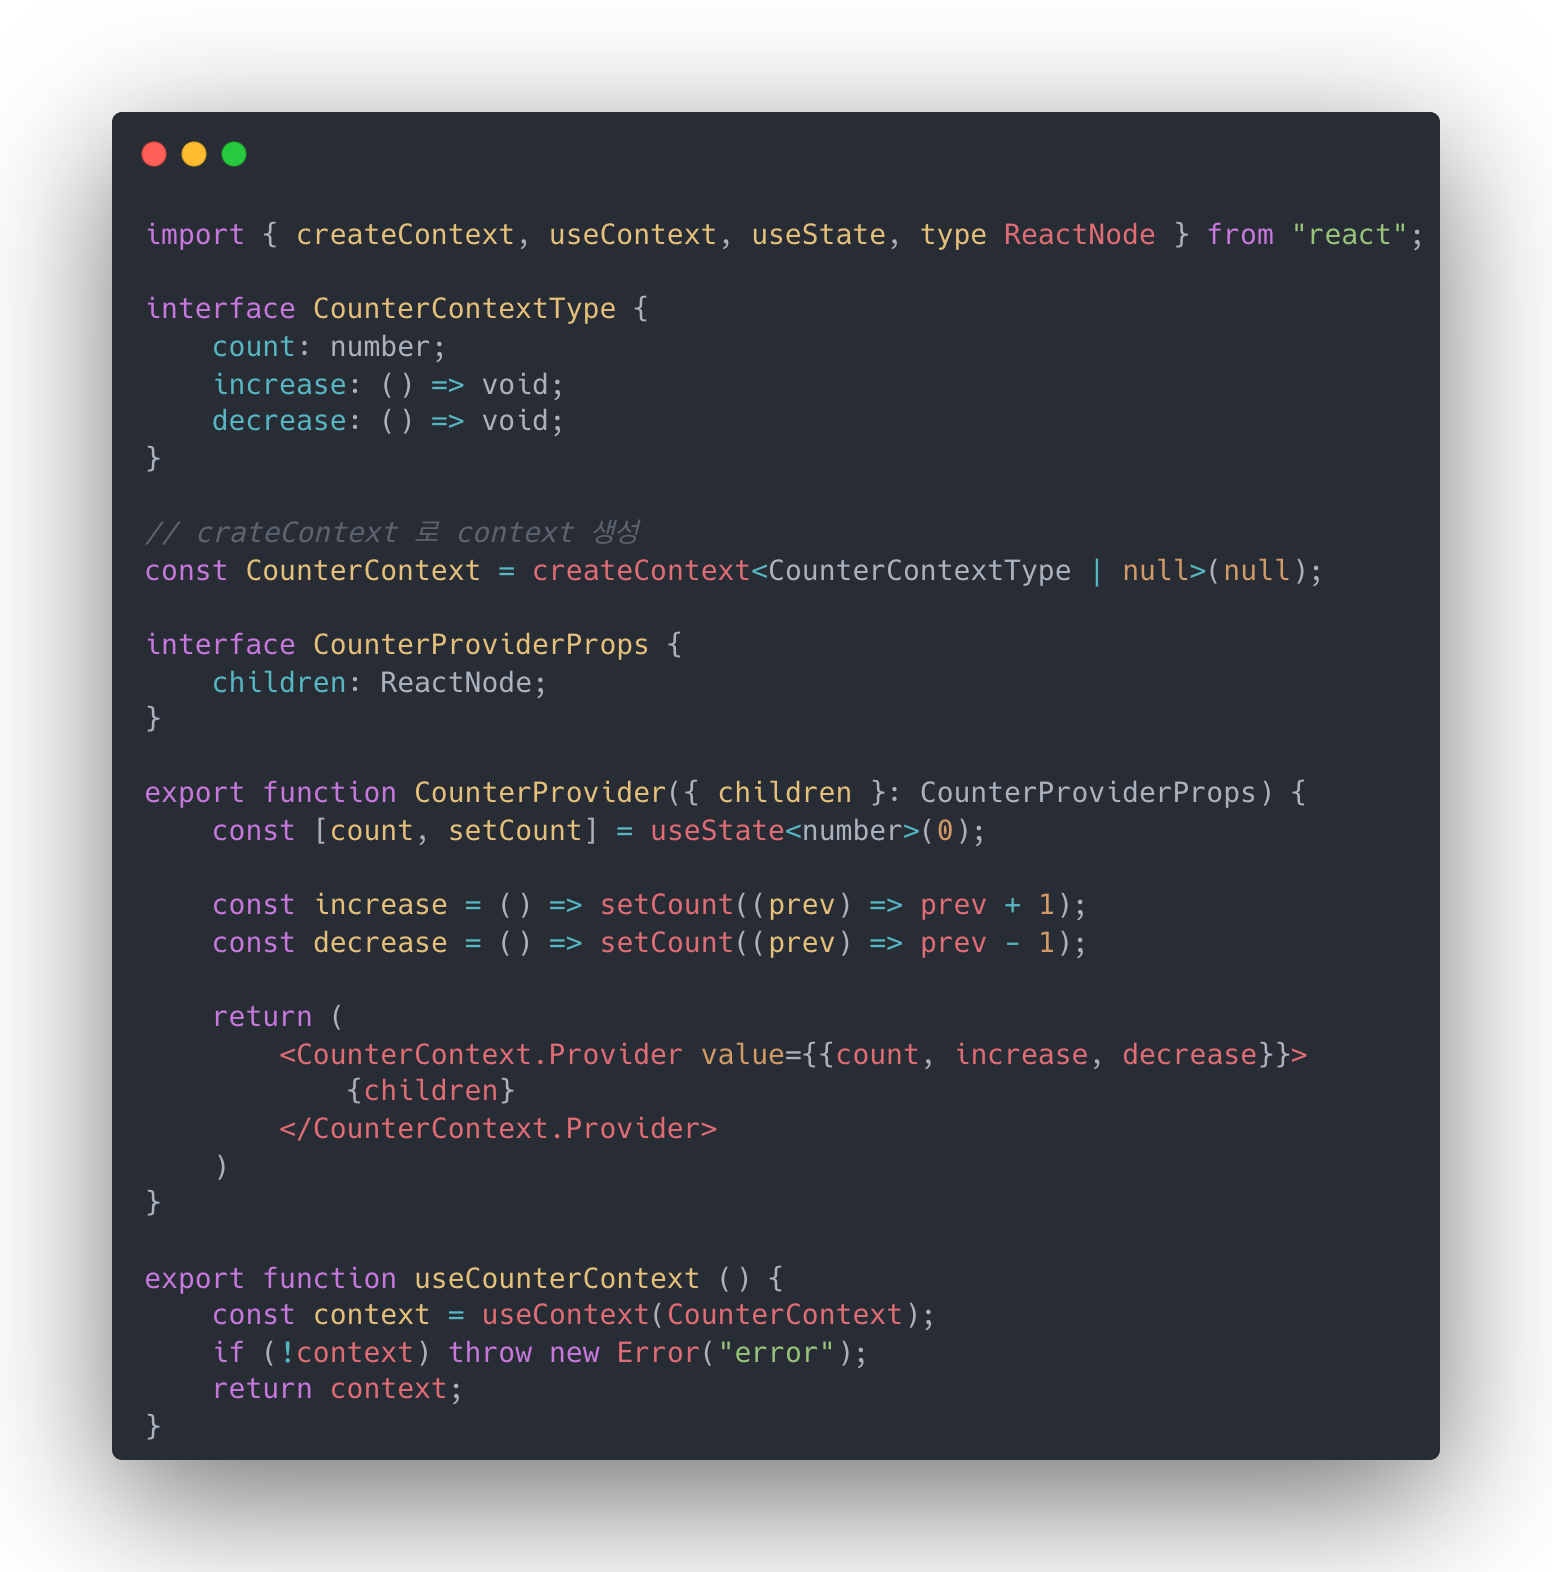 import { createContext, useContext, useState, type ReactNode } from "react";
interface CounterContextType {
count: number;
increase: () => void;
decrease: () => void;
}
// crateContext 로 context 생성
const CounterContext = createContext<CounterContextType | null>(null);
interface CounterProviderProps {
children: ReactNode;
}
export function CounterProvider({ children }: CounterProviderProps) {
const [count, setCount] = useState<number>(0);
const increase = () => setCount((prev) => prev + 1);
const decrease = () => setCount((prev) => prev - 1);
return (
<CounterContext.Provider value={{count, increase, decrease}}>
{children}
</CounterContext.Provider>
)
}
export function useCounterContext () {
const context = useContext(CounterContext);
if (!context) throw new Error("error");
return context;
}